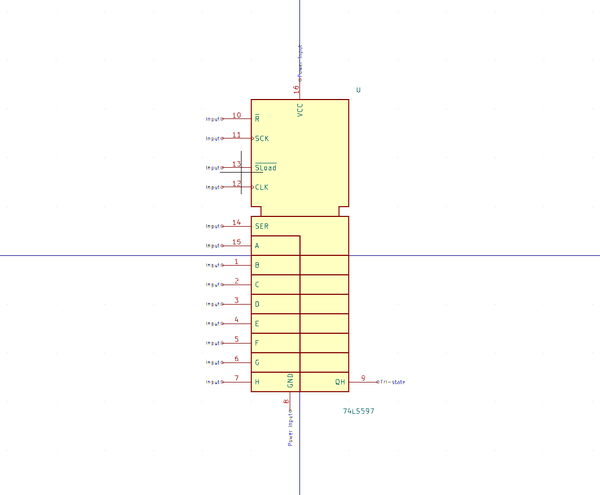 Power input
U
16
VCC
Input 10 R
Input 11 SCK
Input 13 SLoad
Input 12 CLK
Input 14 SER
Input 15 A
Input 1 B
Input 2 C
Input 3 D
Input 4 E
Input 5 F
Input 6 G
Input 7 H GND QH 9 Tri-state
8
Power input
74LS597